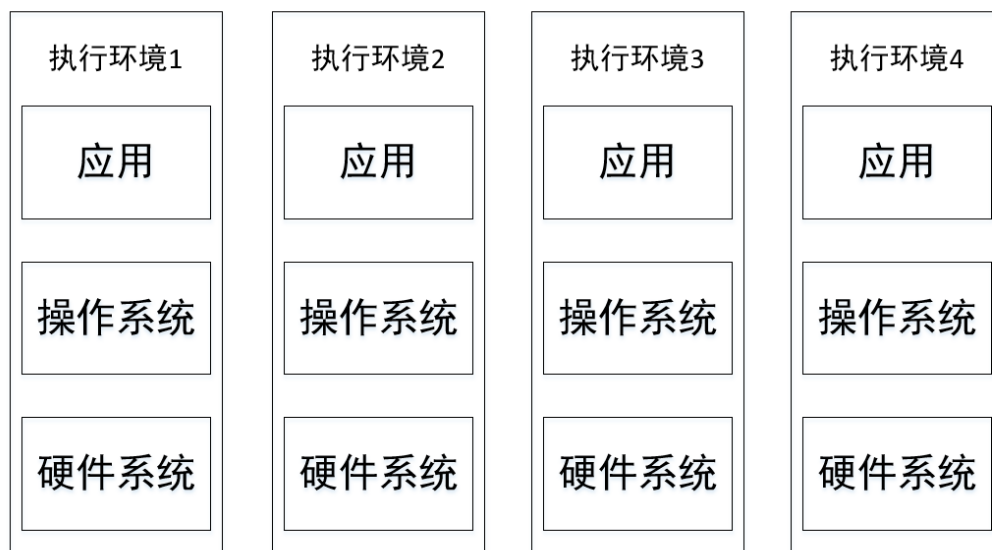 执行环境1 执行环境2 执行环境3 执行环境4
应用 应用 应用 应用
操作系统 操作系统 操作系统 操作系统
硬件系统 硬件系统 硬件系统 硬件系统